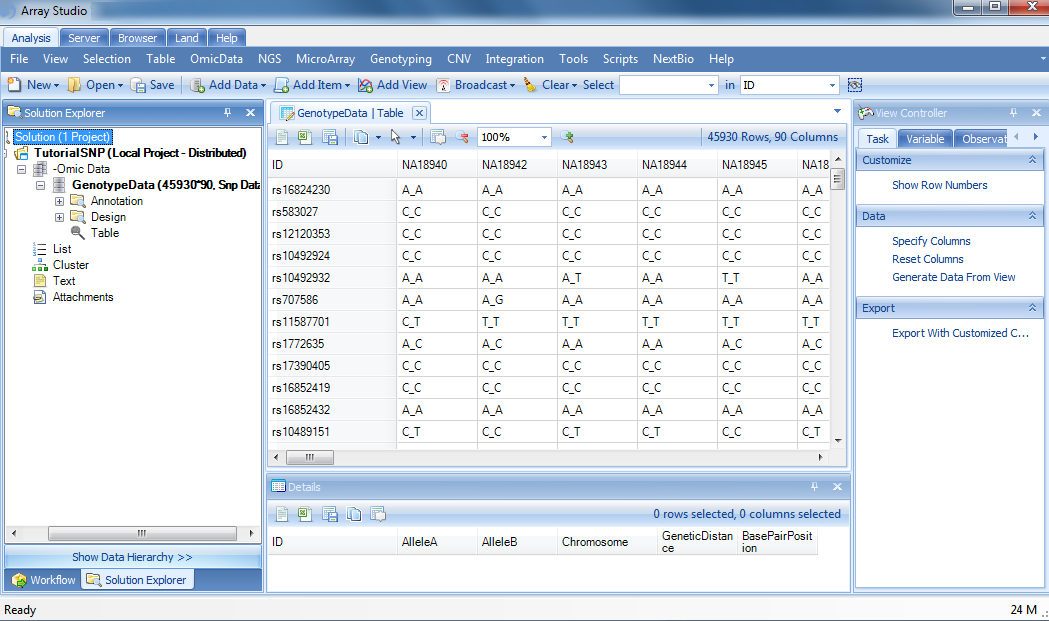 Array Studio
Analysis Server Browser Land Help
File View Selection Table OmicData NGS MicroArray Genotyping CNV Integration Tools Scripts NextBio Help
New Open Save Add Data Add Item Add View Broadcast Clear Select in ID
Solution Explorer
Solution (1 Project)
TutorialSNP (Local Project - Distributed)
-Omic Data
GenotypeData (45930*90, Snp Data
Annotation
Design
Table
List
Cluster
Text
Attachments
Show Data Hierarchy >>
Workflow Solution Explorer
GenotypeData | Table
100% 45930 Rows, 90 Columns
ID NA18940 NA18942 NA18943 NA18944 NA18945 NA18
rs16824230 A_A A_A A_A A_A A_A A_A
rs583027 C_C C_C C_C C_C C_C C_C
rs12120353 C_C C_C C_C C_C C_C C_C
rs10492924 C_C C_C C_C C_C C_C C_C
rs10492932 A_A A_A A_T A_A T_T A_A
rs707586 A_A A_G A_A A_A A_A A_A
rs11587701 C_T T_T T_T T_T T_T T_T
rs1772635 A_C A_C A_A A_A A_C A_C
rs17390405 C_C C_C C_C C_C C_C C_C
rs16852419 C_C C_C C_C C_C C_C C_C
rs16852432 A_A A_A A_A A_A A_A A_A
rs10489151 C_T C_C C_T C_T C_C C_T
Details
0 rows selected, 0 columns selected
ID AlleleA AlleleB Chromosome GeneticDistan BasePairPosit
ce ion
View Controller
Task Variable Observat
Customize
Show Row Numbers
Data
Specify Columns
Reset Columns
Generate Data From View
Export
Export With Customized C...
Ready 24 M